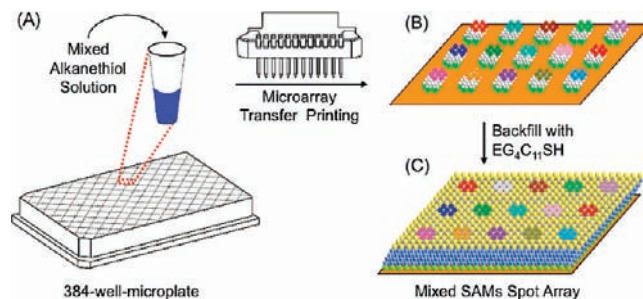 (A)
Mixed
Alkanethiol
Solution
384-well-microplate
Microarray
Transfer Printing
(B)
Backfill with
EG₄C₁₁SH
(C)
Mixed SAMs Spot Array